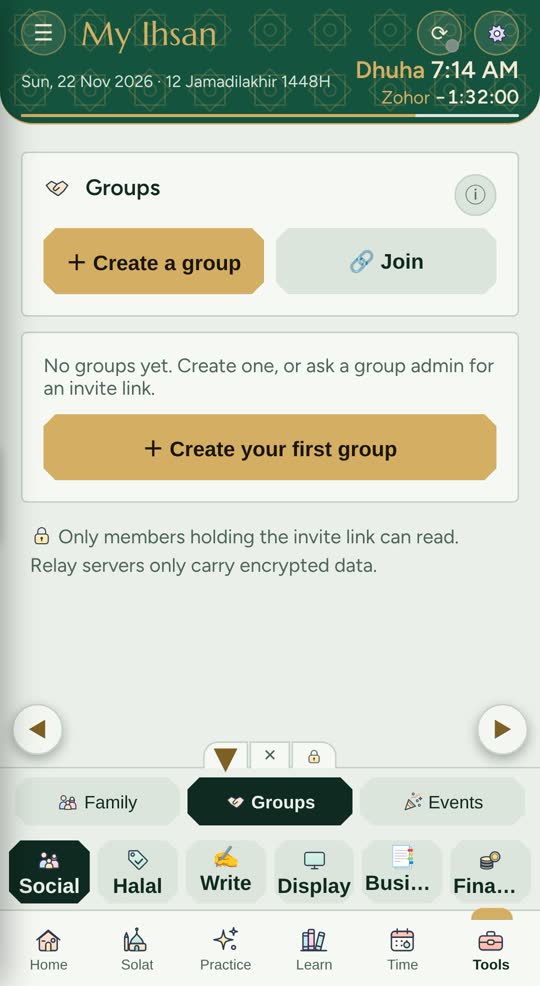 My Ihsan
Sun, 22 Nov 2026 · 12 Jamadilakhir 1448H
Dhuha 7:14 AM
Zohor −1:32:00
Groups
+ Create a group
Join
No groups yet. Create one, or ask a group admin for
an invite link.
+ Create your first group
Only members holding the invite link can read.
Relay servers only carry encrypted data.
Family
Groups
Events
Social
Halal
Write
Display
Busi...
Fina...
Home
Solat
Practice
Learn
Time
Tools